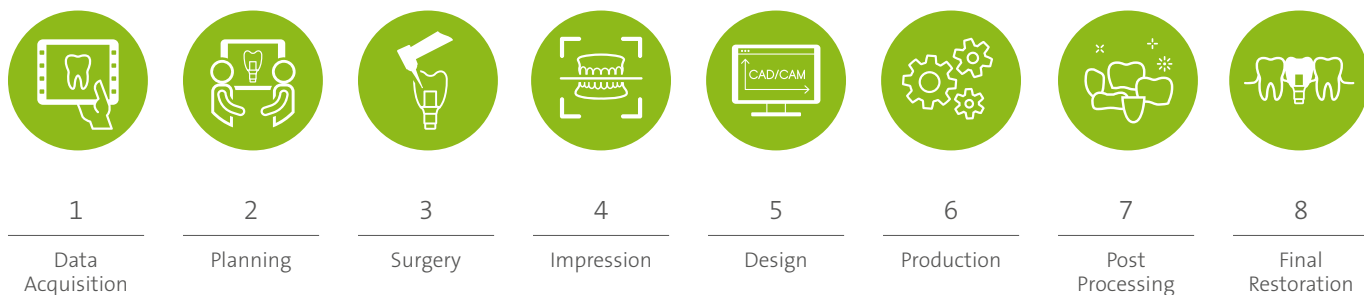 CAD/CAM
1
2
3
4
5
6
7
8
Data
Acquisition
Planning
Surgery
Impression
Design
Production
Post
Processing
Final
Restoration